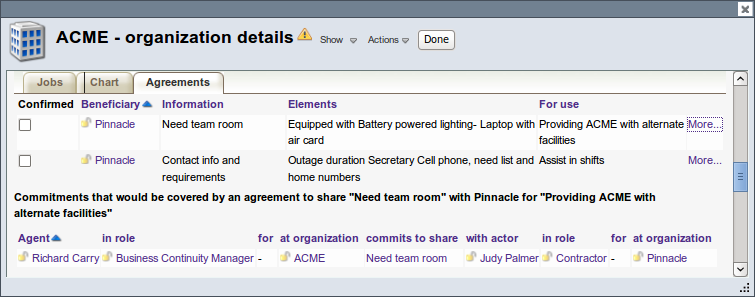 ACME - organization details Show Actions Done
Jobs Chart Agreements
Confirmed Beneficiary Information Elements For use
Pinnacle Need team room Equipped with Battery powered lighting- Laptop with Providing ACME with alternate More...
air card facilities
Pinnacle Contact info and Outage duration Secretary Cell phone, need list and Assist in shifts More...
requirements home numbers
Commitments that would be covered by an agreement to share "Need team room" with Pinnacle for "Providing ACME with
alternate facilities"
Agent in role for at organization commits to share with actor in role for at organization
Richard Carry Business Continuity Manager - ACME Need team room Judy Palmer Contractor - Pinnacle